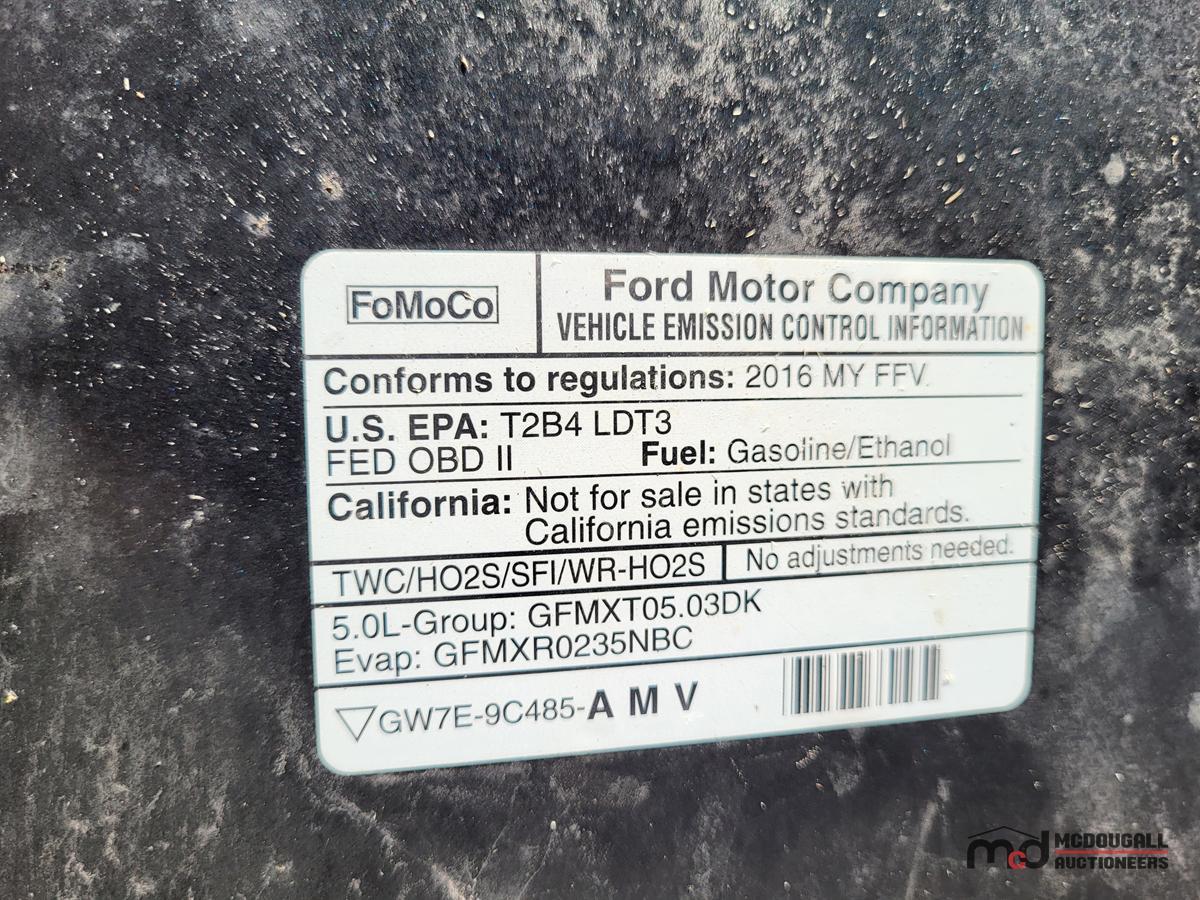 FoMoCo
Ford Motor Company
VEHICLE EMISSION CONTROL INFORMATION
Conforms to regulations: 2016 MY FFV
U.S. EPA: T2B4 LDT3
FED OBD II Fuel: Gasoline/Ethanol
California: Not for sale in states with
California emissions standards.
TWC/HO2S/SFI/WR-HO2S No adjustments needed.
5.0L-Group: GFMXT05.03DK
Evap: GFMXR0235NBC
GW7E-9C485-A M V
mcd MCDOUGALL
AUCTIONEERS